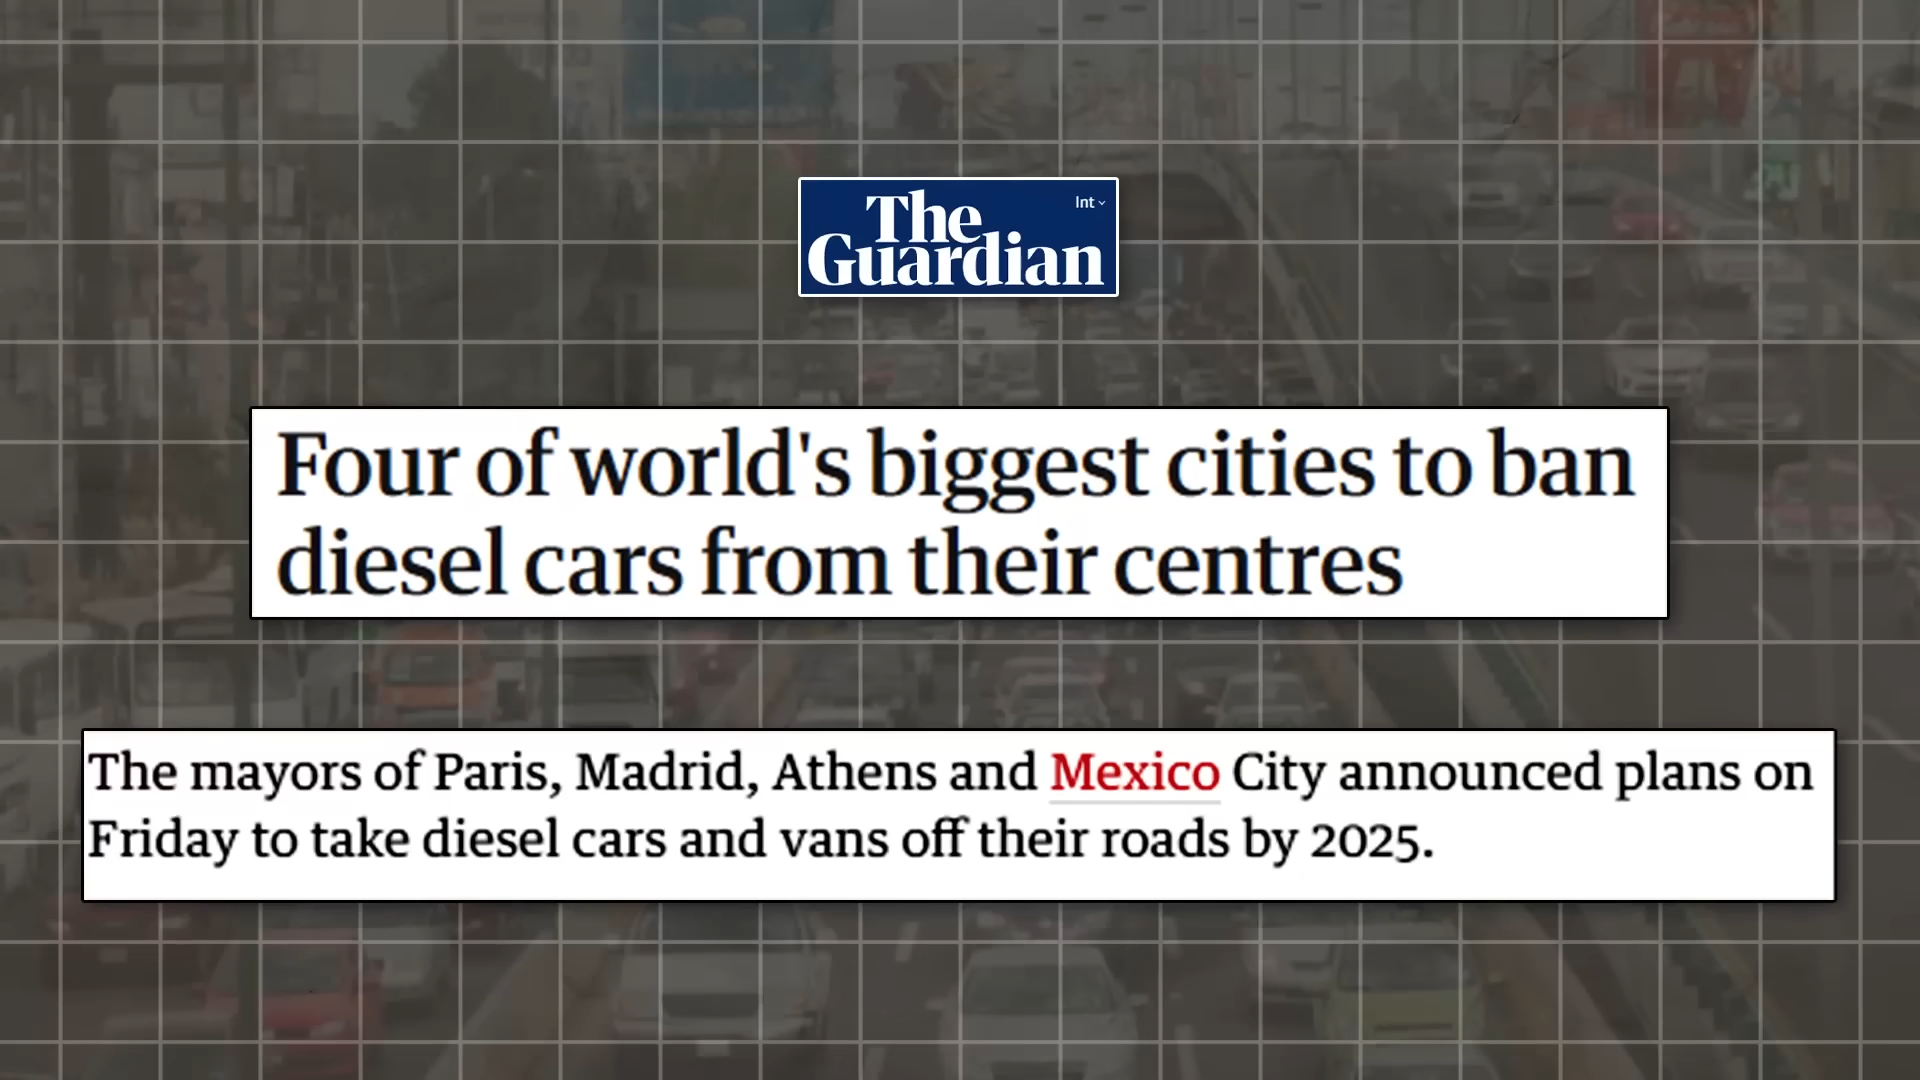 The
Guardian
Int
Four of world's biggest cities to ban
diesel cars from their centres
The mayors of Paris, Madrid, Athens and Mexico City announced plans on
Friday to take diesel cars and vans off their roads by 2025.